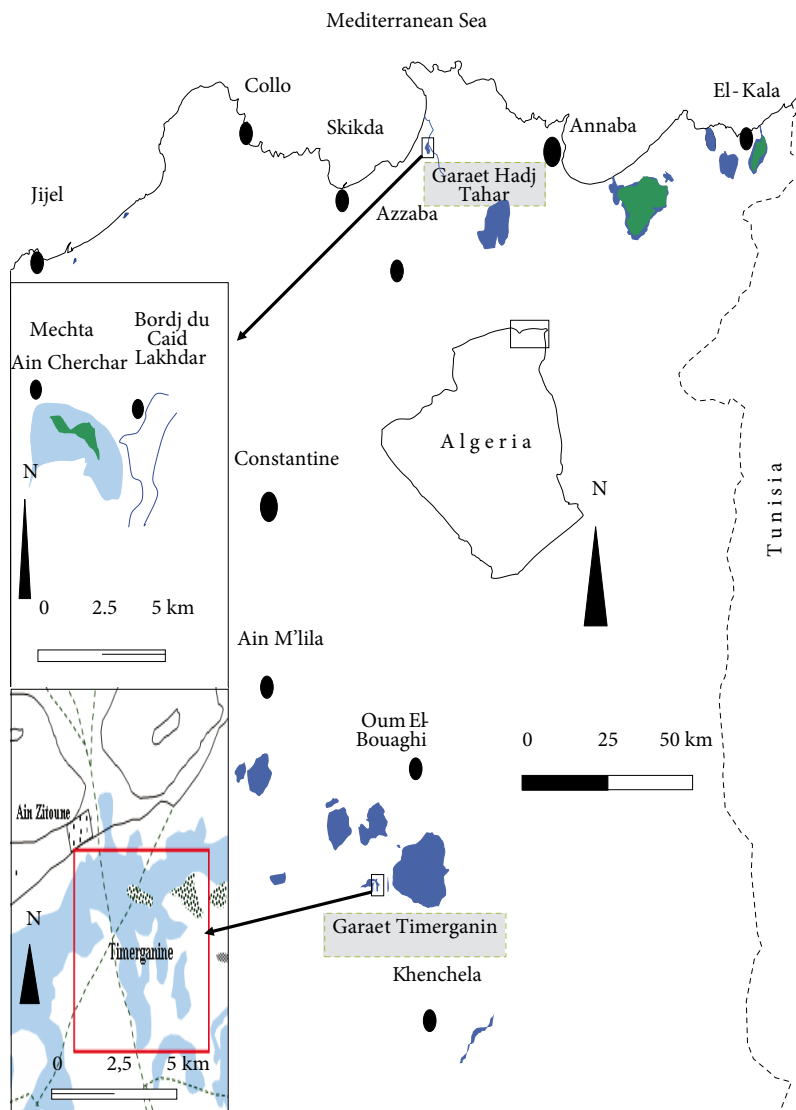 Mediterranean Sea
Collo
El-Kala
Skikda
Annaba
Garaet Hadj
Tahar
Jijel
Azzaba
Mechta
Ain Cherchar
Bordj du
Caid
Lakhdar
N
0 2.5 5 km
Algeria
Constantine
N
Tunisia
Ain M'lila
Oum El-
Bouaghi
0 25 50 km
Ain Zitoune
N
Timerganine
0 2,5 5 km
Garaet Timerganin
Khenchela